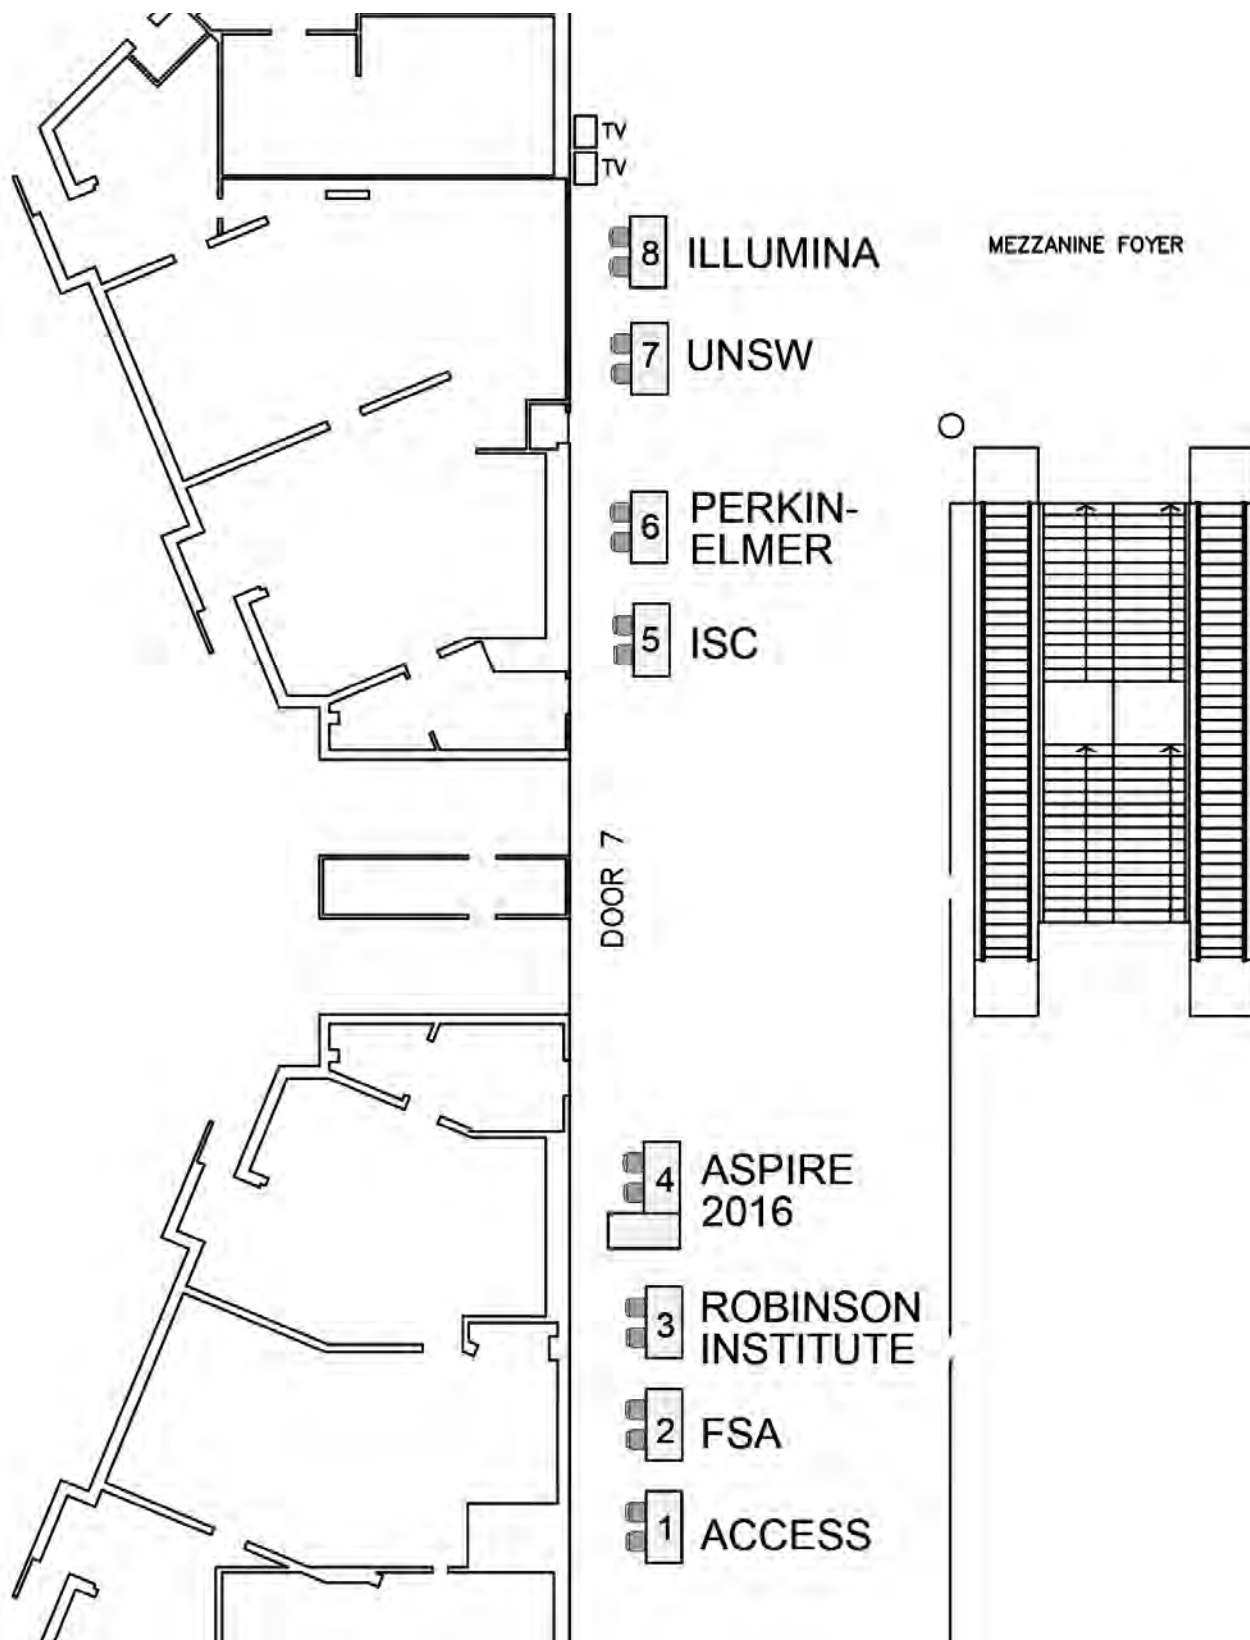 TV
TV
8 ILLUMINA
MEZZANINE FOYER
7 UNSW
6 PERKIN-
ELMER
5 ISC
DOOR 7
4 ASPIRE
2016
3 ROBINSON
INSTITUTE
2 FSA
1 ACCESS